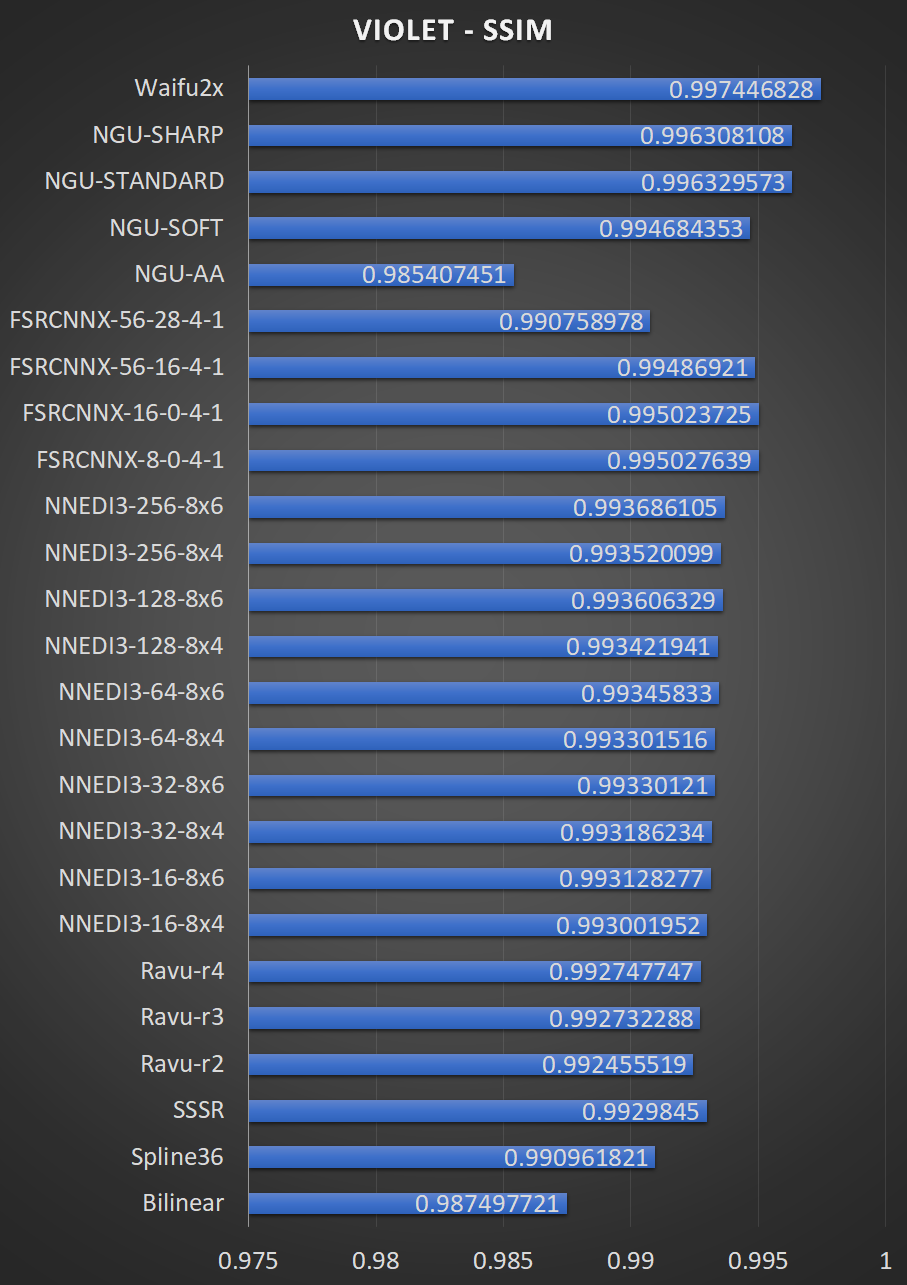 VIOLET - SSIM
Waifu2x 0.997446828
NGU-SHARP 0.996308108
NGU-STANDARD 0.996329573
NGU-SOFT 0.994684353
NGU-AA 0.985407451
FSRCNNX-56-28-4-1 0.990758978
FSRCNNX-56-16-4-1 0.99486921
FSRCNNX-16-0-4-1 0.995023725
FSRCNNX-8-0-4-1 0.995027639
NNEDI3-256-8x6 0.993686105
NNEDI3-256-8x4 0.993520099
NNEDI3-128-8x6 0.993606329
NNEDI3-128-8x4 0.993421941
NNEDI3-64-8x6 0.99345833
NNEDI3-64-8x4 0.993301516
NNEDI3-32-8x6 0.99330121
NNEDI3-32-8x4 0.993186234
NNEDI3-16-8x6 0.993128277
NNEDI3-16-8x4 0.993001952
Ravu-r4 0.992747747
Ravu-r3 0.992732288
Ravu-r2 0.992455519
SSSR 0.9929845
Spline36 0.990961821
Bilinear 0.987497721
0.975 0.98 0.985 0.99 0.995 1